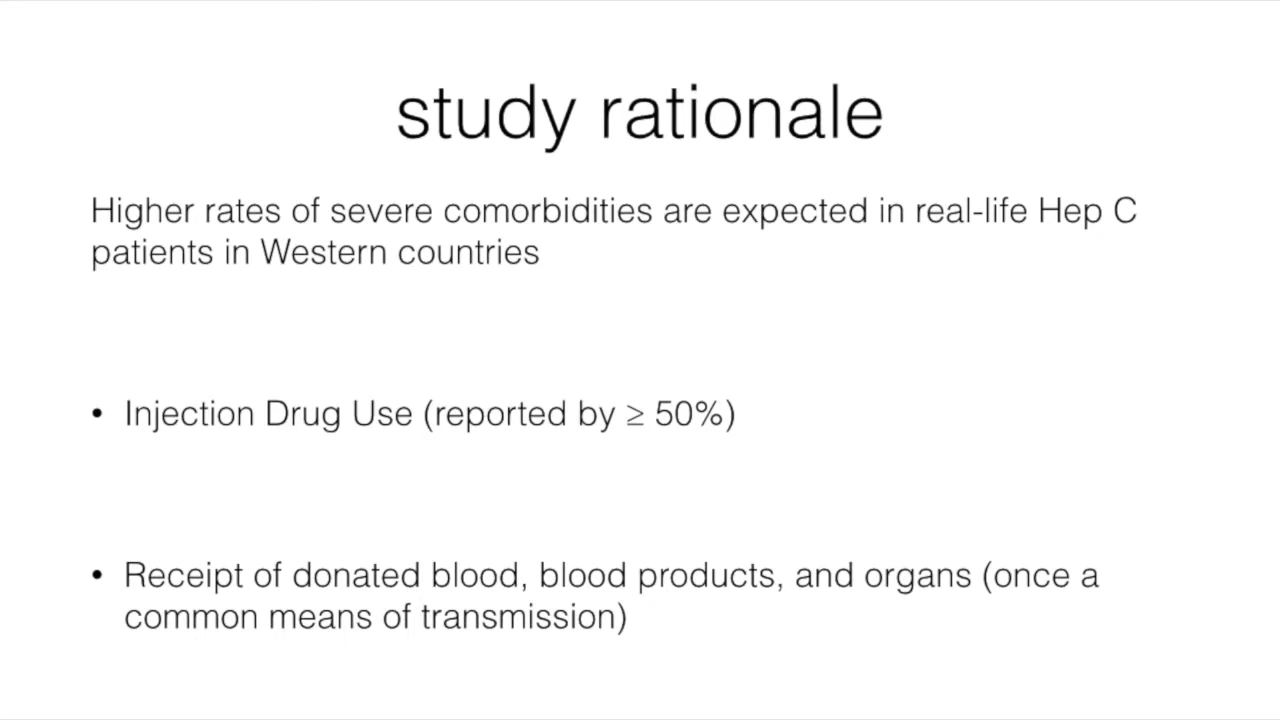 study rationale
Higher rates of severe comorbidities are expected in real-life Hep C
patients in Western countries
• Injection Drug Use (reported by ≥ 50%)
• Receipt of donated blood, blood products, and organs (once a
common means of transmission)